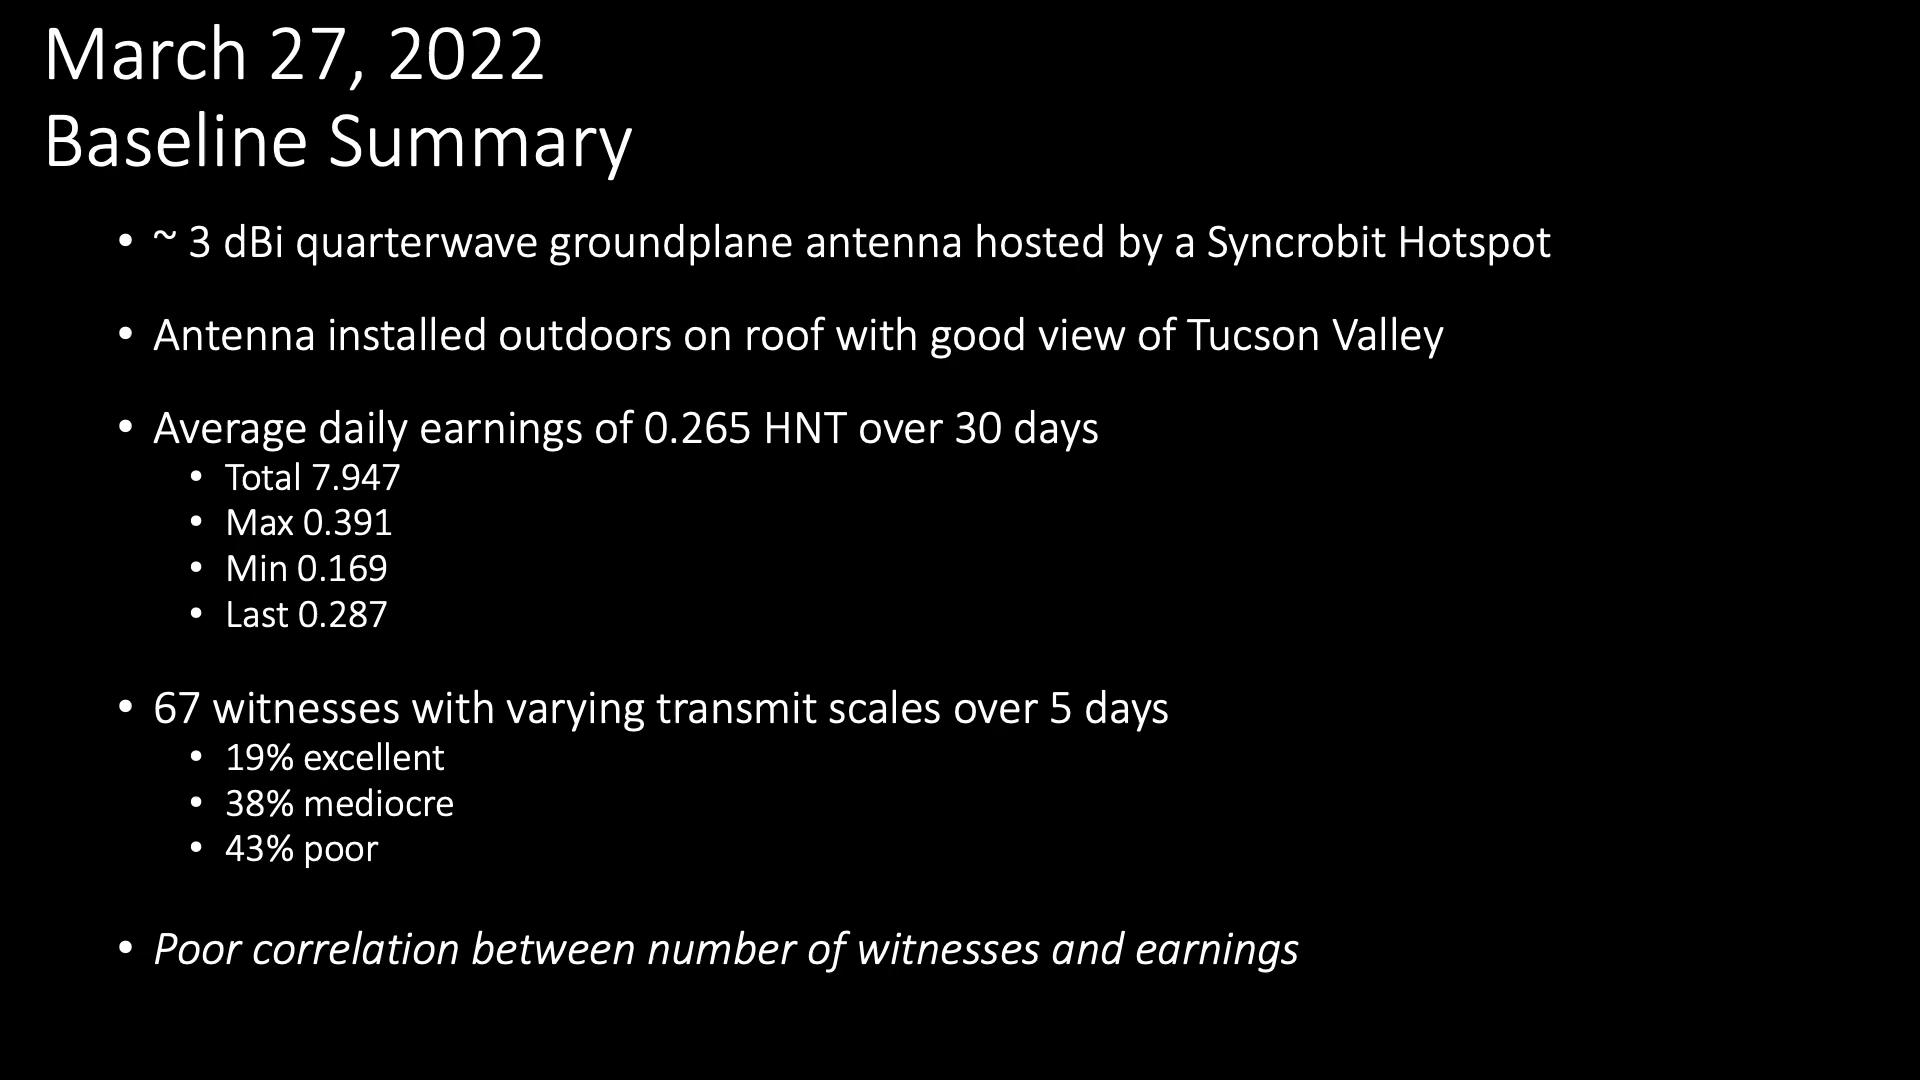 March 27, 2022
Baseline Summary
• ~ 3 dBi quarterwave groundplane antenna hosted by a Syncrobit Hotspot
• Antenna installed outdoors on roof with good view of Tucson Valley
• Average daily earnings of 0.265 HNT over 30 days
• Total 7.947
• Max 0.391
• Min 0.169
• Last 0.287
• 67 witnesses with varying transmit scales over 5 days
• 19% excellent
• 38% mediocre
• 43% poor
• Poor correlation between number of witnesses and earnings